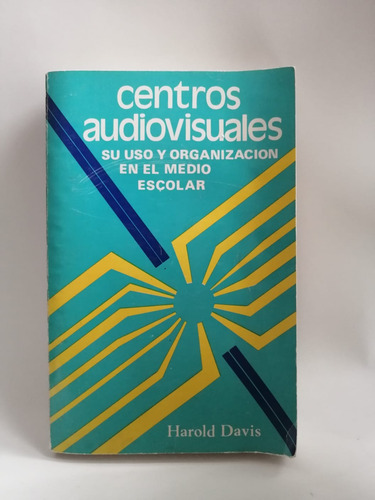 centros
audiovisuales
SU USO Y ORGANIZACION
EN EL MEDIO
ESCOLAR
Harold Davis